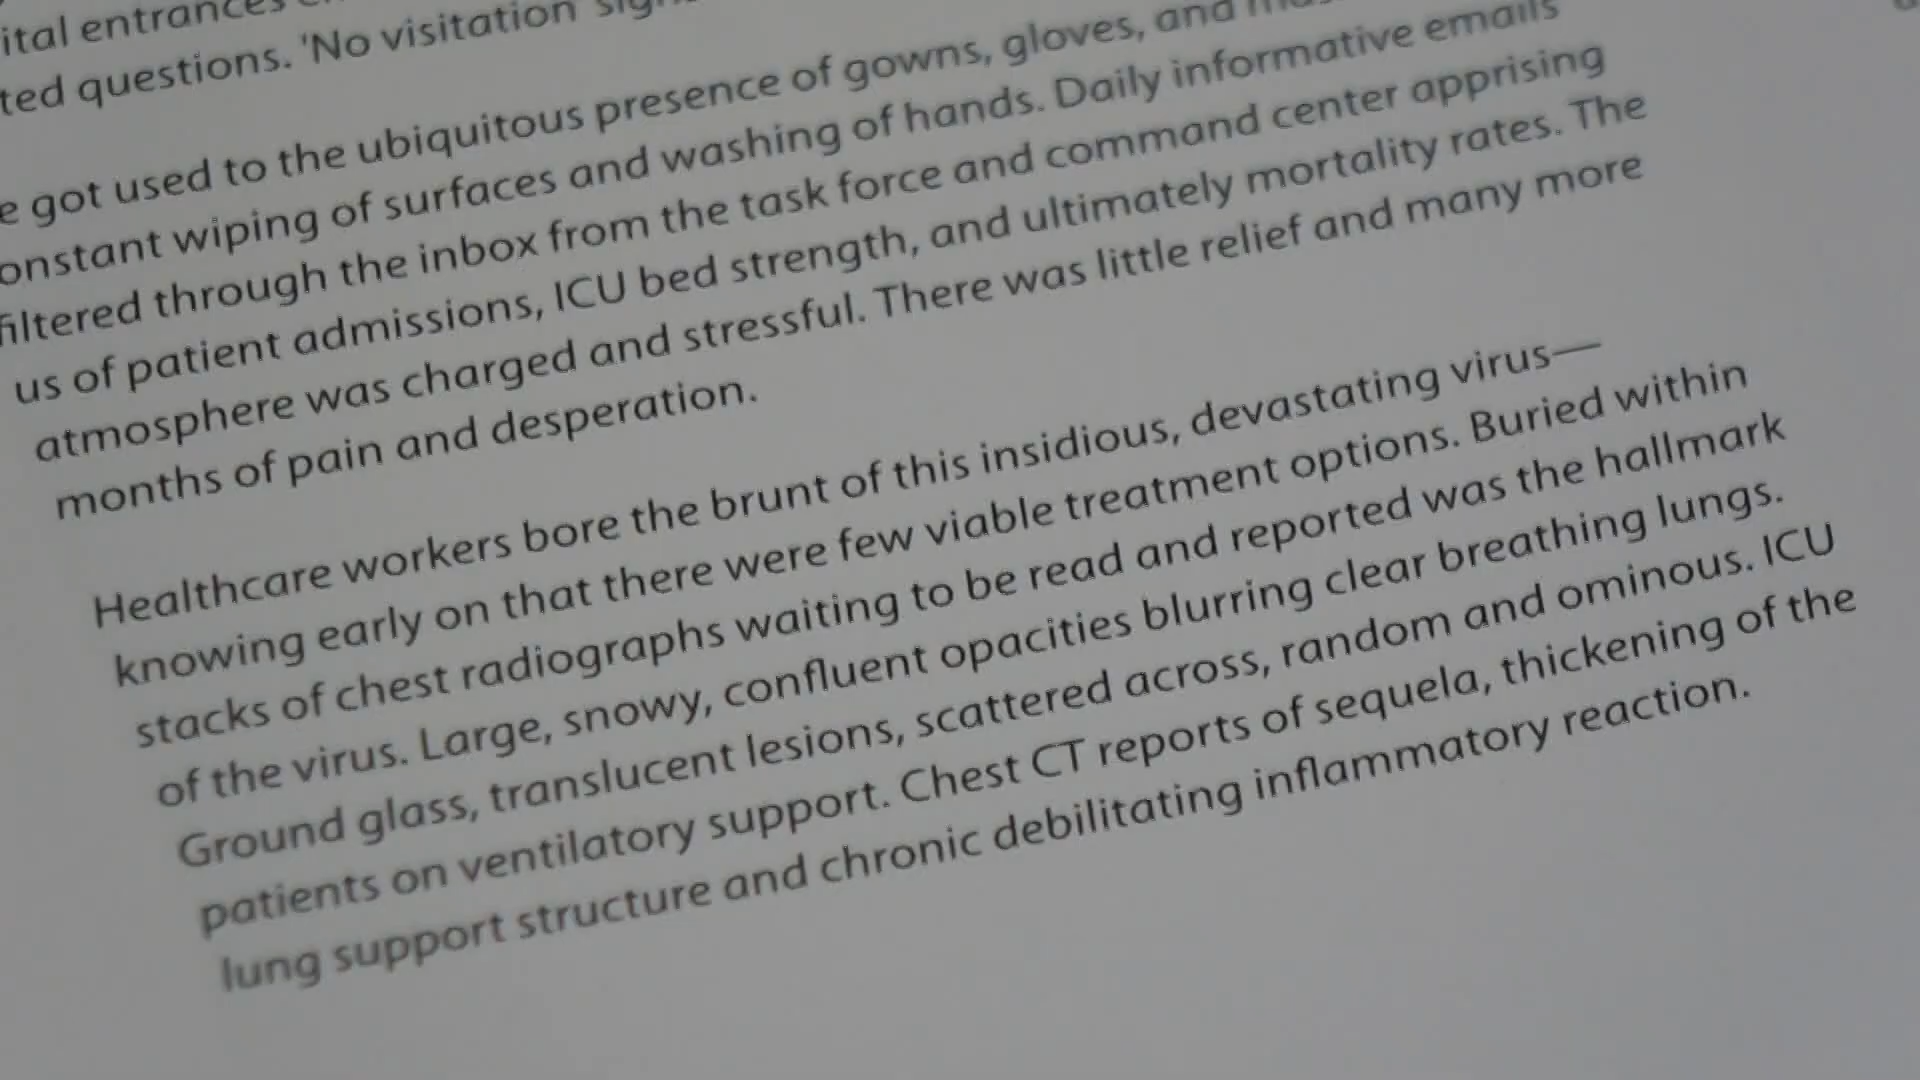 ital entrances
ted questions. 'No visitation
e got used to the ubiquitous presence of gowns, gloves, and
onstant wiping of surfaces and washing of hands. Daily informative emails
filtered through the inbox from the task force and command center apprising
us of patient admissions, ICU bed strength, and ultimately mortality rates. The
atmosphere was charged and stressful. There was little relief and many more
months of pain and desperation.
Healthcare workers bore the brunt of this insidious, devastating virus—
knowing early on that there were few viable treatment options. Buried within
stacks of chest radiographs waiting to be read and reported was the hallmark
of the virus. Large, snowy, confluent opacities blurring clear breathing lungs.
Ground glass, translucent lesions, scattered across, random and ominous. ICU
patients on ventilatory support. Chest CT reports of sequela, thickening of the
lung support structure and chronic debilitating inflammatory reaction.